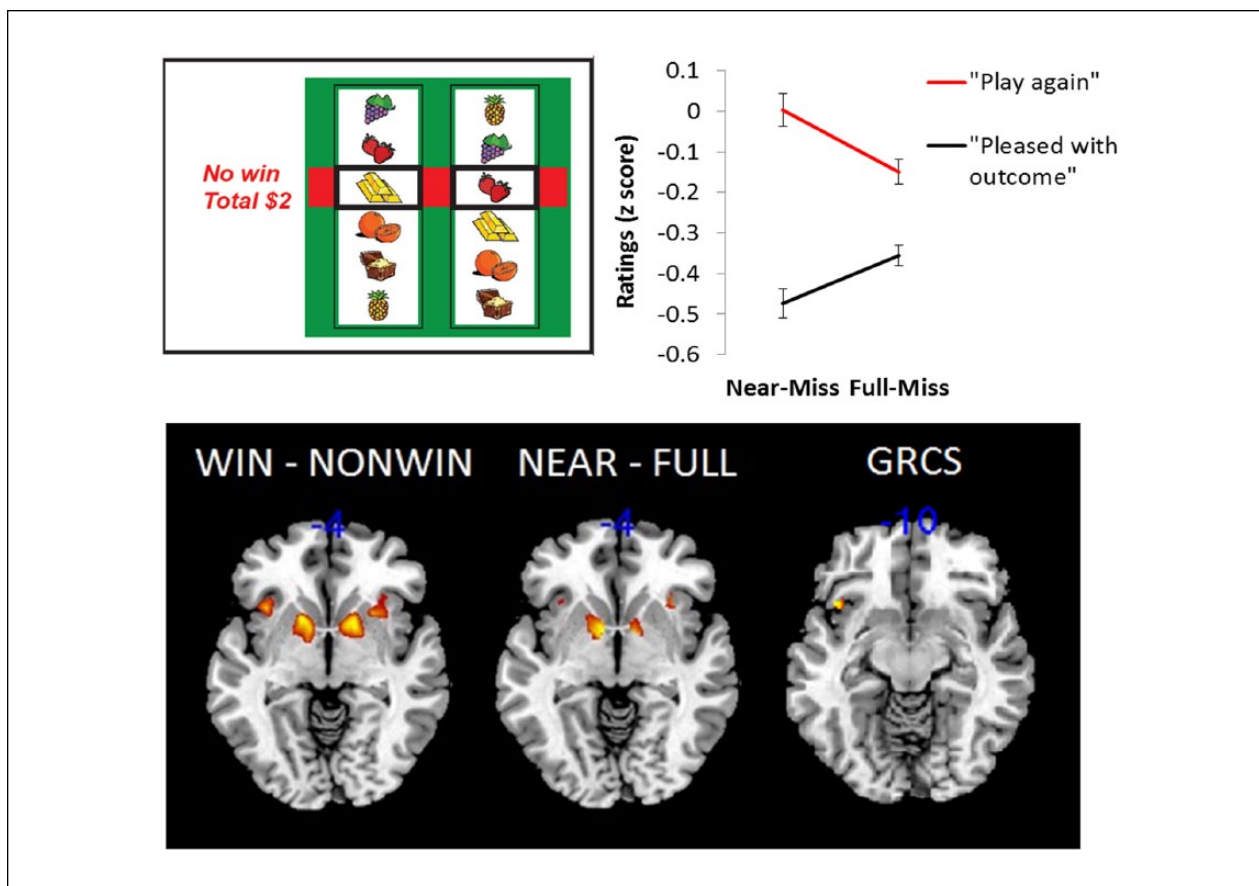 No win
Total $2
0.1
0
-0.1
-0.2
-0.3
-0.4
-0.5
-0.6
Ratings (z score)
"Play again"
"Pleased with
outcome"
Near-Miss Full-Miss
WIN - NONWIN
NEAR - FULL
GRCS
-4
-4
-10